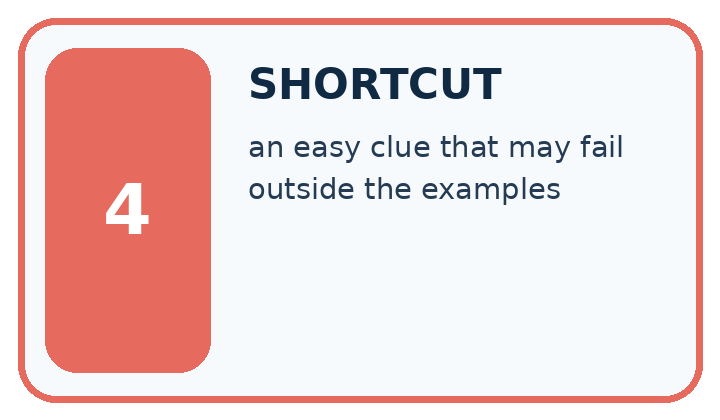 4
SHORTCUT
an easy clue that may fail
outside the examples